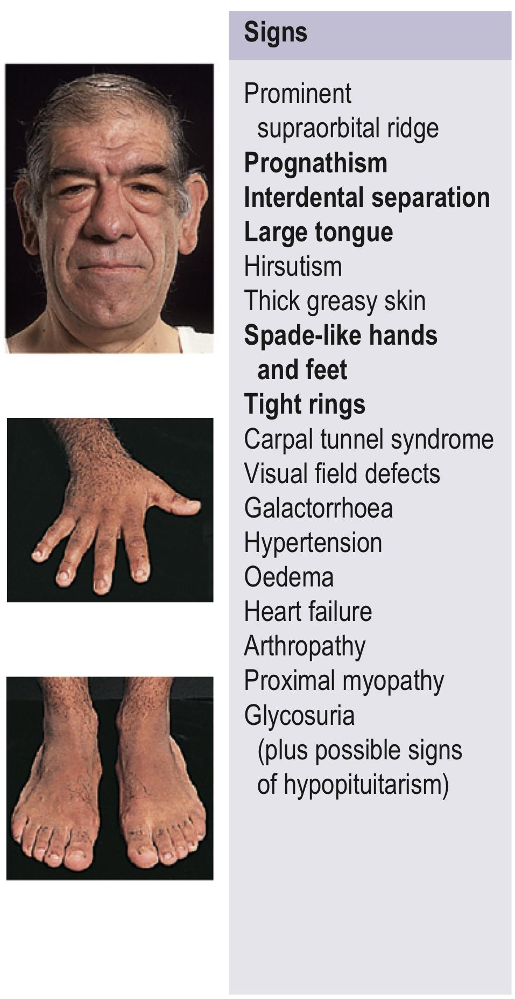 Signs
Prominent
supraorbital ridge
Prognathism
Interdental separation
Large tongue
Hirsutism
Thick greasy skin
Spade-like hands
and feet
Tight rings
Carpal tunnel syndrome
Visual field defects
Galactorrhoea
Hypertension
Oedema
Heart failure
Arthropathy
Proximal myopathy
Glycosuria
(plus possible signs
of hypopituitarism)